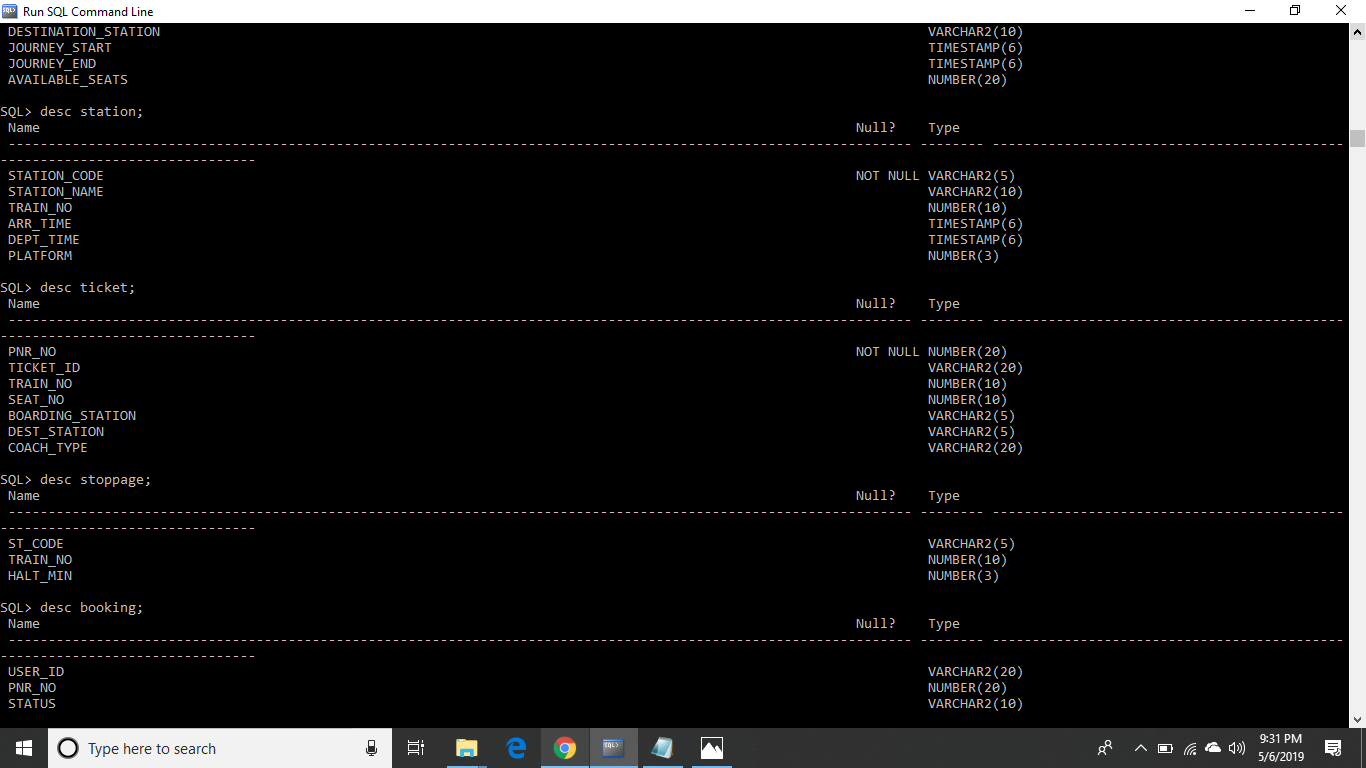 Run SQL Command Line
DESTINATION_STATION VARCHAR2(10)
JOURNEY_START TIMESTAMP(6)
JOURNEY_END TIMESTAMP(6)
AVAILABLE_SEATS NUMBER(20)
SQL> desc station;
Name Null? Type
----------------------------------------------------------------------------------------------------------------- -------- --------------------------------------------
-------------------------------
STATION_CODE NOT NULL VARCHAR2(5)
STATION_NAME VARCHAR2(10)
TRAIN_NO NUMBER(10)
ARR_TIME TIMESTAMP(6)
DEPT_TIME TIMESTAMP(6)
PLATFORM NUMBER(3)
SQL> desc ticket;
Name Null? Type
----------------------------------------------------------------------------------------------------------------- -------- --------------------------------------------
-------------------------------
PNR_NO NOT NULL NUMBER(20)
TICKET_ID VARCHAR2(20)
TRAIN_NO NUMBER(10)
SEAT_NO NUMBER(10)
BOARDING_STATION VARCHAR2(5)
DEST_STATION VARCHAR2(5)
COACH_TYPE VARCHAR2(20)
SQL> desc stoppage;
Name Null? Type
----------------------------------------------------------------------------------------------------------------- -------- --------------------------------------------
-------------------------------
ST_CODE VARCHAR2(5)
TRAIN_NO NUMBER(10)
HALT_MIN NUMBER(3)
SQL> desc booking;
Name Null? Type
----------------------------------------------------------------------------------------------------------------- -------- --------------------------------------------
-------------------------------
USER_ID VARCHAR2(20)
PNR_NO NUMBER(20)
STATUS VARCHAR2(10)
Type here to search
9:31 PM
5/6/2019